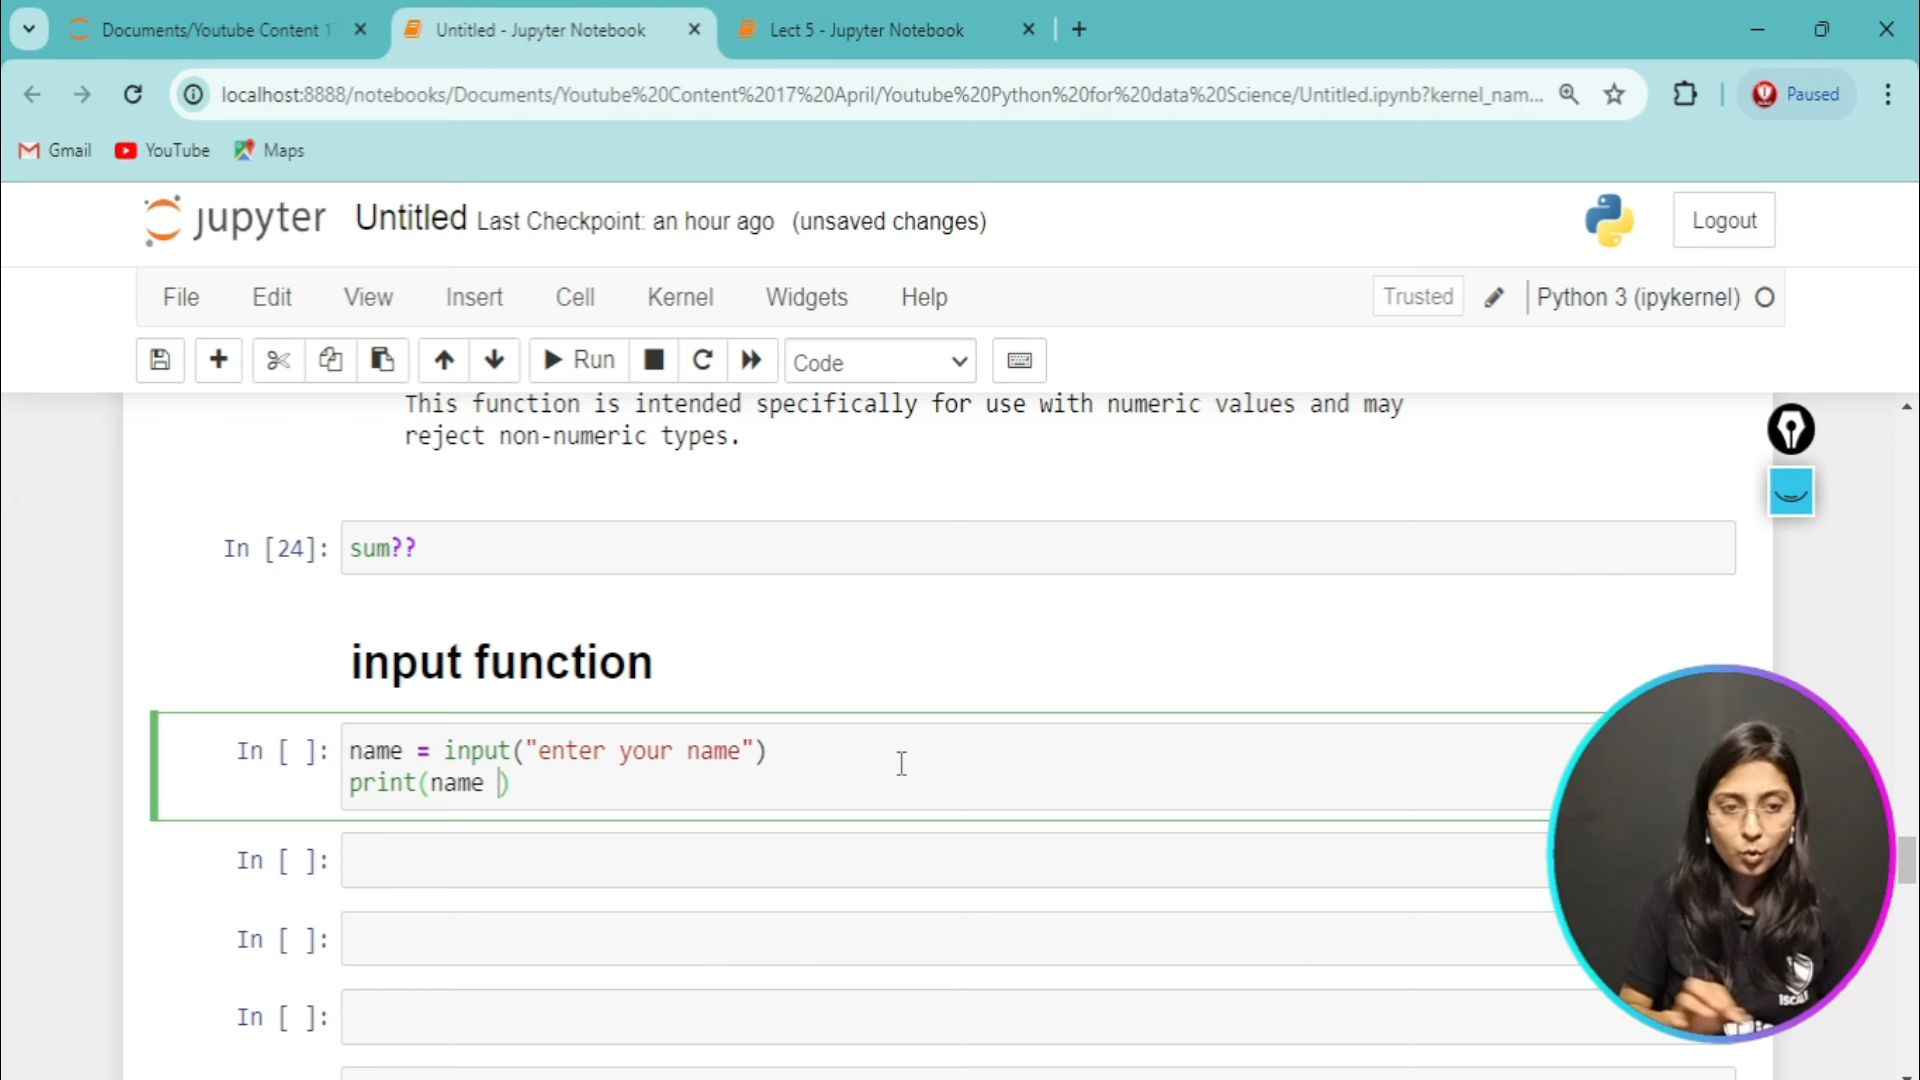 Documents/Youtube Content 1
Untitled - Jupyter Notebook
Lect 5 - Jupyter Notebook
localhost:8888/notebooks/Documents/Youtube%20Content%2017%20April/Youtube%20Python%20for%20data%20Science/Untitled.ipynb?kernel_nam...
Paused
Gmail
YouTube
Maps
jupyter
Untitled Last Checkpoint: an hour ago (unsaved changes)
Logout
File
Edit
View
Insert
Cell
Kernel
Widgets
Help
Trusted
Python 3 (ipykernel)
Run
Code
This function is intended specifically for use with numeric values and may
reject non-numeric types.
In [24]: sum??
input function
In [ ]: name = input("enter your name")
print(name )
In [ ]:
In [ ]:
In [ ]: